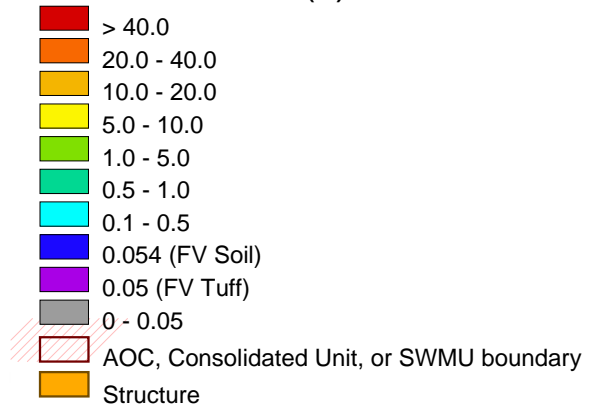 > 40.0
20.0 - 40.0
10.0 - 20.0
5.0 - 10.0
1.0 - 5.0
0.5 - 1.0
0.1 - 0.5
0.054 (FV Soil)
0.05 (FV Tuff)
0 - 0.05
AOC, Consolidated Unit, or SWMU boundary
Structure